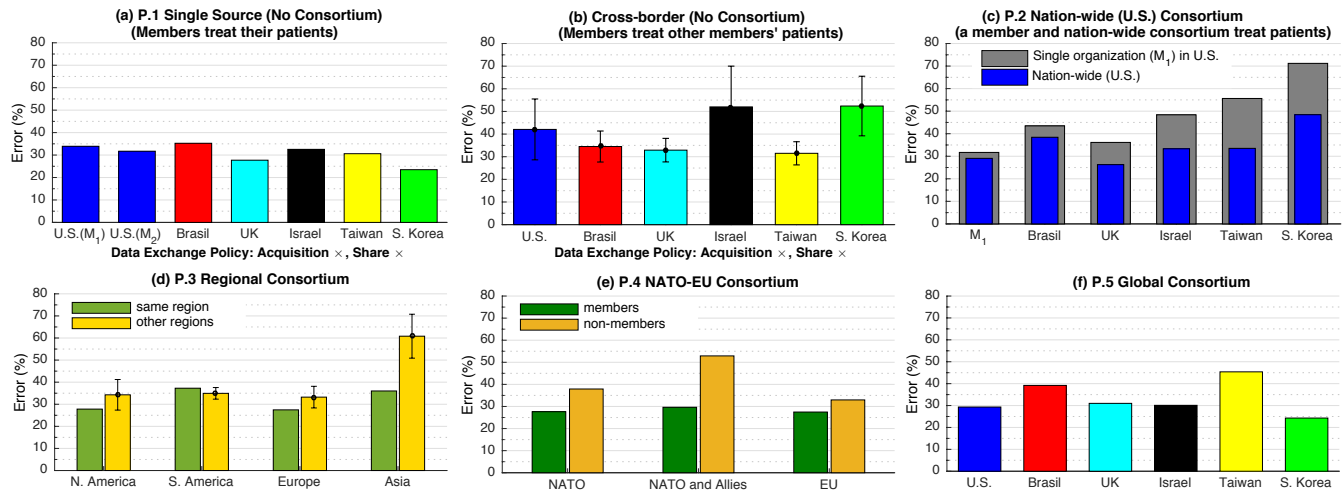 (a) P.1 Single Source (No Consortium)
(Members treat their patients)
80
70
60
50
40
30
20
10
0
Error (%)
U.S.(M1) U.S.(M2) Brasil UK Israel Taiwan S. Korea
Data Exchange Policy: Acquisition ×, Share ×
(b) Cross-border (No Consortium)
(Members treat other members' patients)
80
70
60
50
40
30
20
10
0
Error (%)
U.S. Brasil UK Israel Taiwan S. Korea
Data Exchange Policy: Acquisition ×, Share ×
(c) P.2 Nation-wide (U.S.) Consortium
(a member and nation-wide consortium treat patients)
80
70
60
50
40
30
20
10
0
Error (%)
Single organization (M1) in U.S.
Nation-wide (U.S.)
M1 Brasil UK Israel Taiwan S. Korea
(d) P.3 Regional Consortium
80
70
60
50
40
30
20
10
0
Error (%)
same region
other regions
N. America S. America Europe Asia
(e) P.4 NATO-EU Consortium
80
70
60
50
40
30
20
10
0
Error (%)
members
non-members
NATO NATO and Allies EU
(f) P.5 Global Consortium
80
70
60
50
40
30
20
10
0
Error (%)
U.S. Brasil UK Israel Taiwan S. Korea